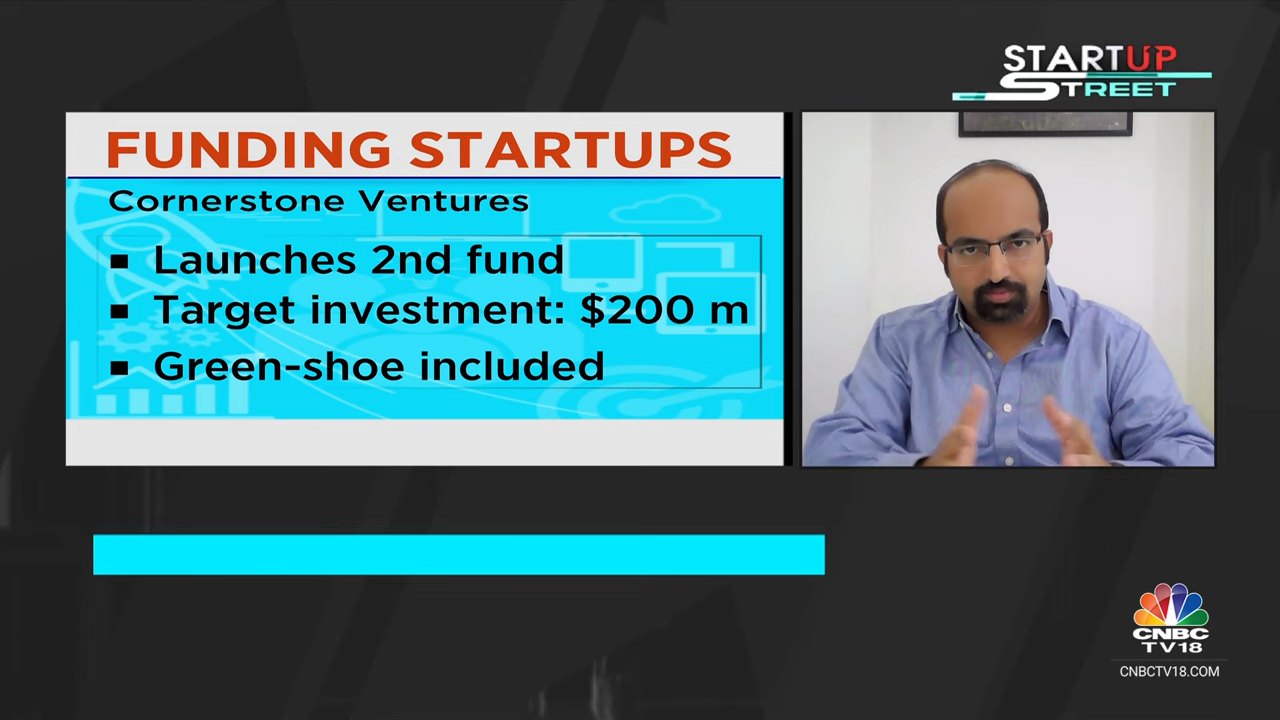 STARTUP
STREET
FUNDING STARTUPS
Cornerstone Ventures
Launches 2nd fund
Target investment: $200 m
Green-shoe included
CNBC
TV18
CNBCTV18.COM